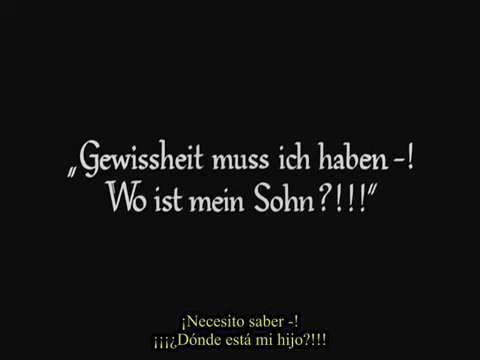 „Gewissheit muss ich haben -!
Wo ist mein Sohn?!!!“
¡Necesito saber -!
¡¡¡¿Dónde está mi hijo?!!!